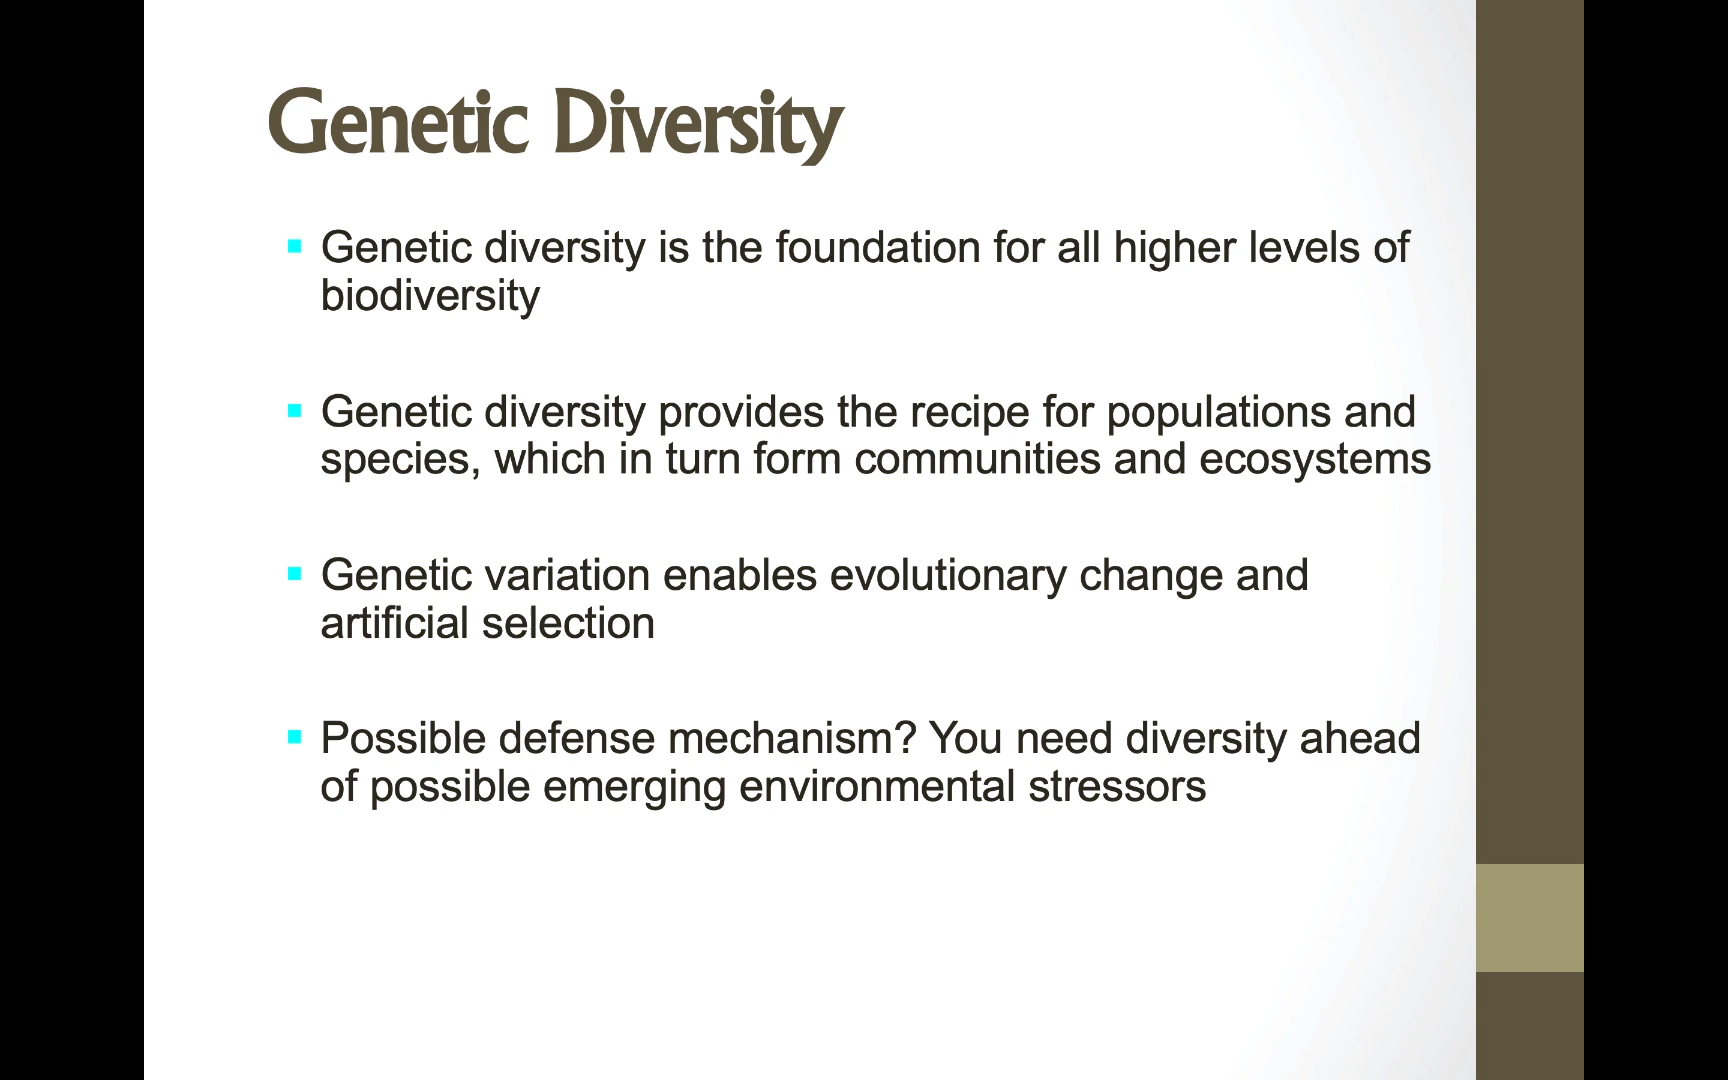 Genetic Diversity
Genetic diversity is the foundation for all higher levels of
biodiversity
Genetic diversity provides the recipe for populations and
species, which in turn form communities and ecosystems
Genetic variation enables evolutionary change and
artificial selection
Possible defense mechanism? You need diversity ahead
of possible emerging environmental stressors